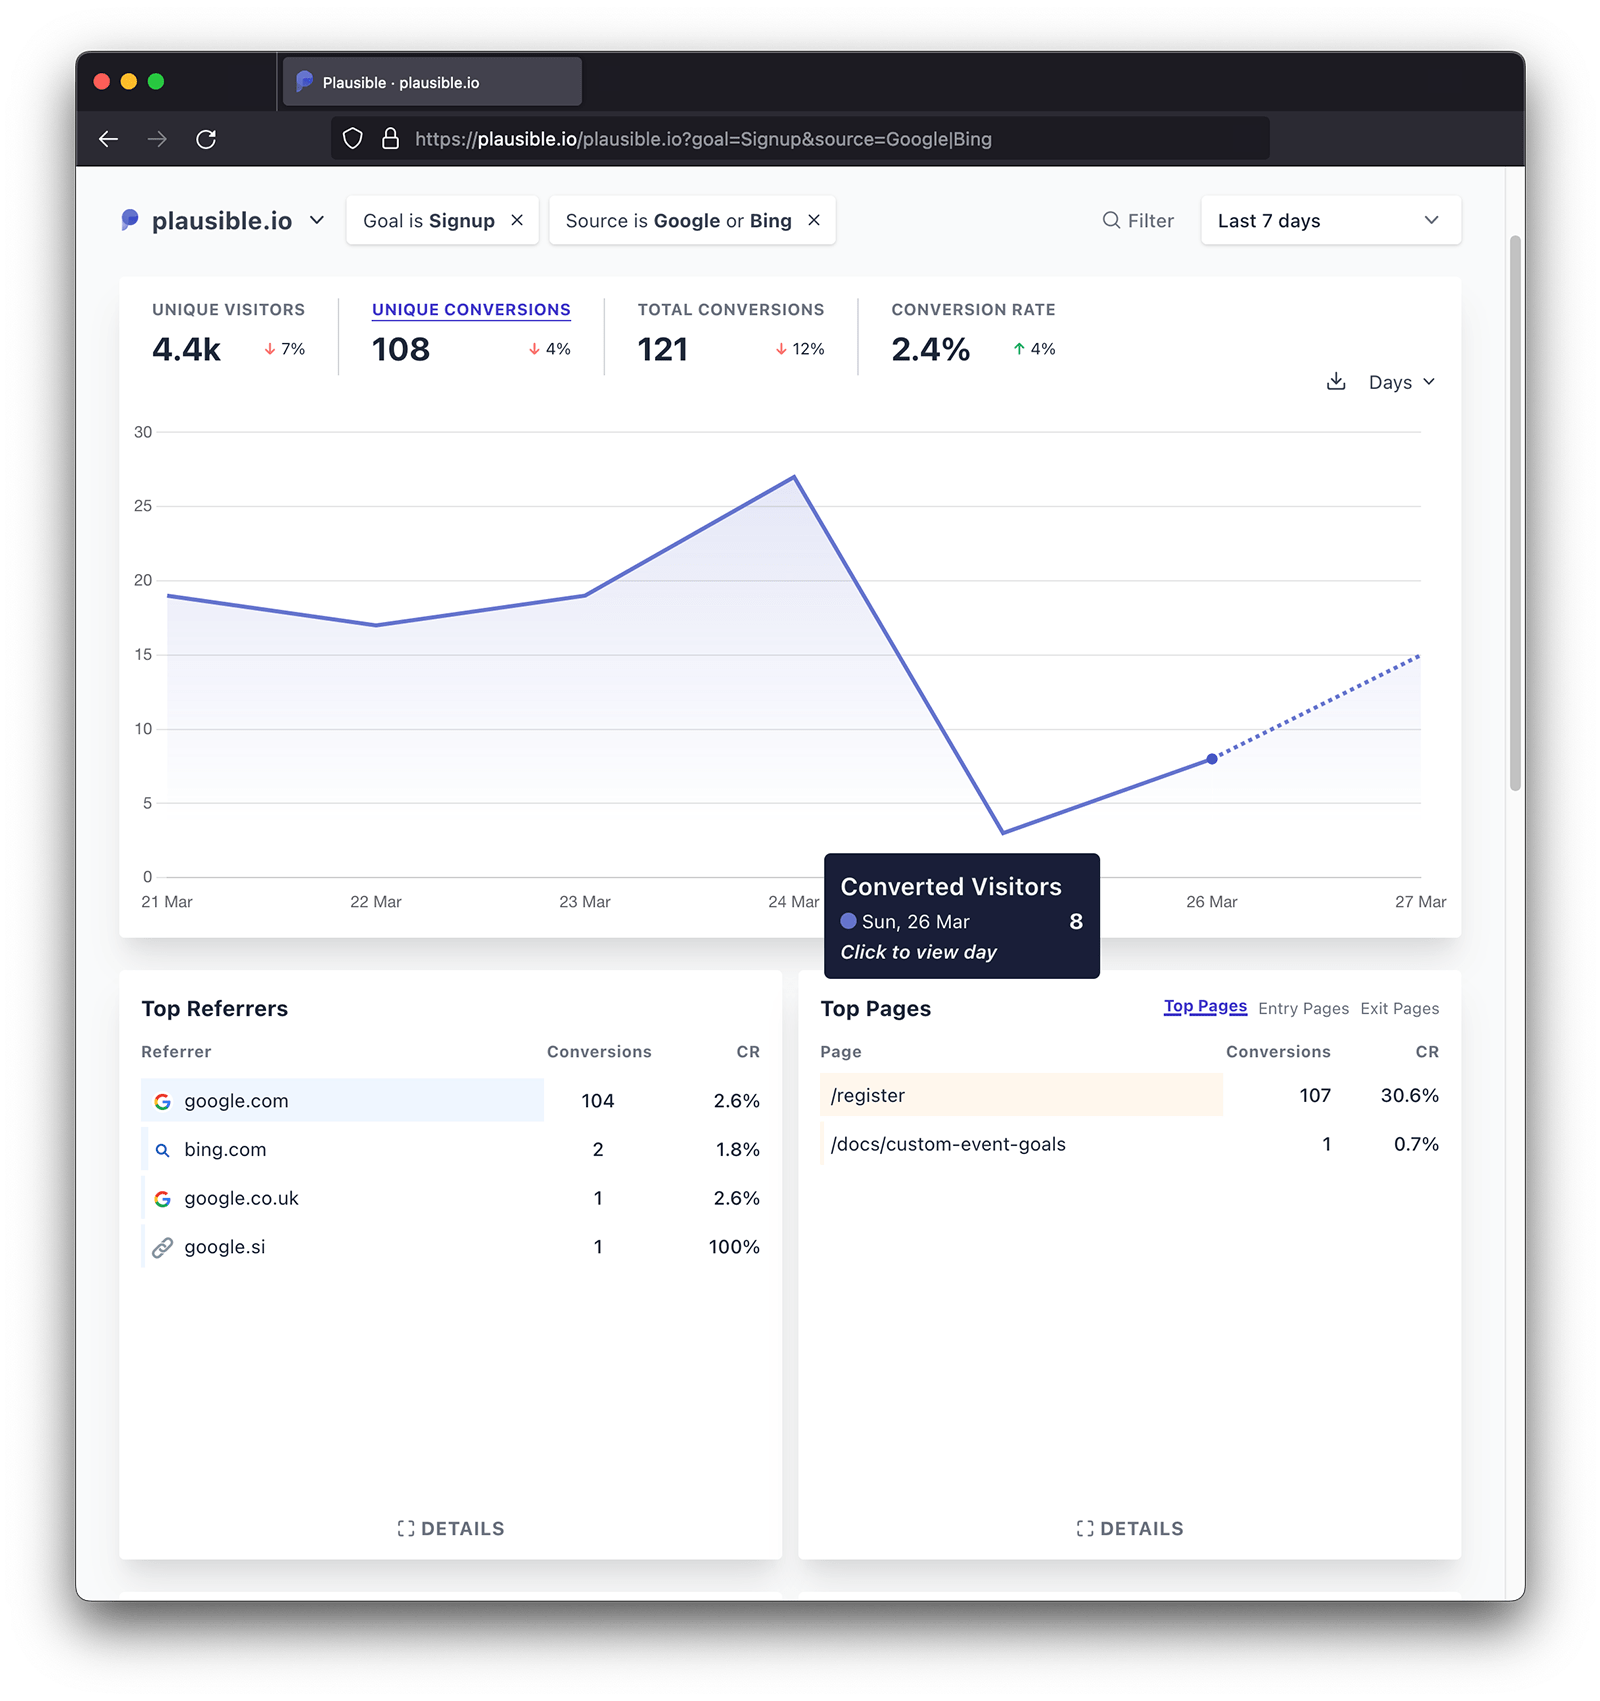 Plausible · plausible.io
https://plausible.io/plausible.io?goal=Signup&source=Google|Bing
plausible.io
Goal is Signup
Source is Google or Bing
Filter
Last 7 days
UNIQUE VISITORS
4.4k 7%
UNIQUE CONVERSIONS
108 4%
TOTAL CONVERSIONS
121 12%
CONVERSION RATE
2.4% 4%
Days
30
25
20
15
10
5
0
21 Mar 22 Mar 23 Mar 24 Mar 26 Mar 27 Mar
Converted Visitors
Sun, 26 Mar 8
Click to view day
Top Referrers
Referrer Conversions CR
google.com 104 2.6%
bing.com 2 1.8%
google.co.uk 1 2.6%
google.si 1 100%
DETAILS
Top Pages Top Pages Entry Pages Exit Pages
Page Conversions CR
/register 107 30.6%
/docs/custom-event-goals 1 0.7%
DETAILS